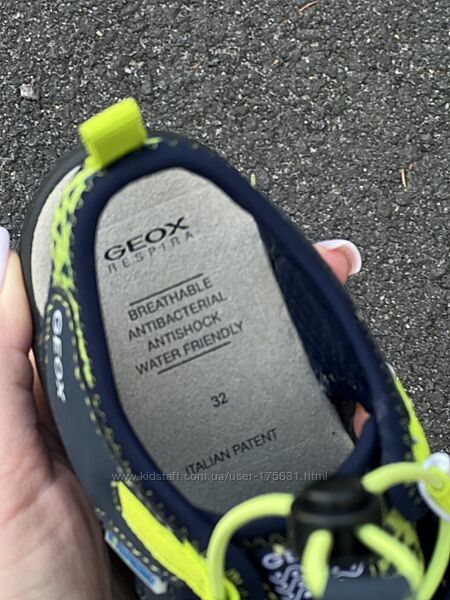 GEOX
RESPIRA
BREATHABLE
ANTIBACTERIAL
ANTISHOCK
WATER FRIENDLY
32
ITALIAN PATENT
GEOX
www.kidstaff.com.ua/user-175631.html